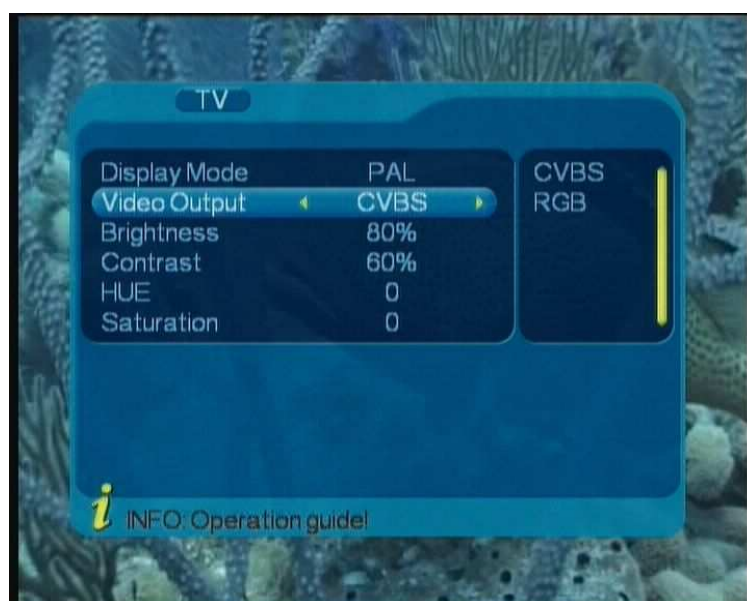 TV
Display Mode PAL
Video Output CVBS
Brightness 80%
Contrast 60%
HUE 0
Saturation 0
CVBS
RGB
i INFO: Operation guide!